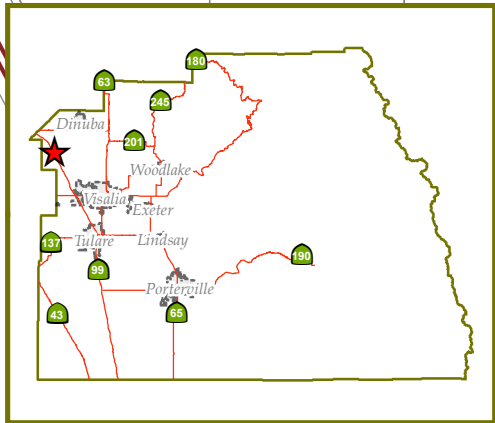 180
63
245
Dinuba
201
Woodlake
Visalia
Exeter
137
Tulare
Lindsay
190
99
Porterville
43
65